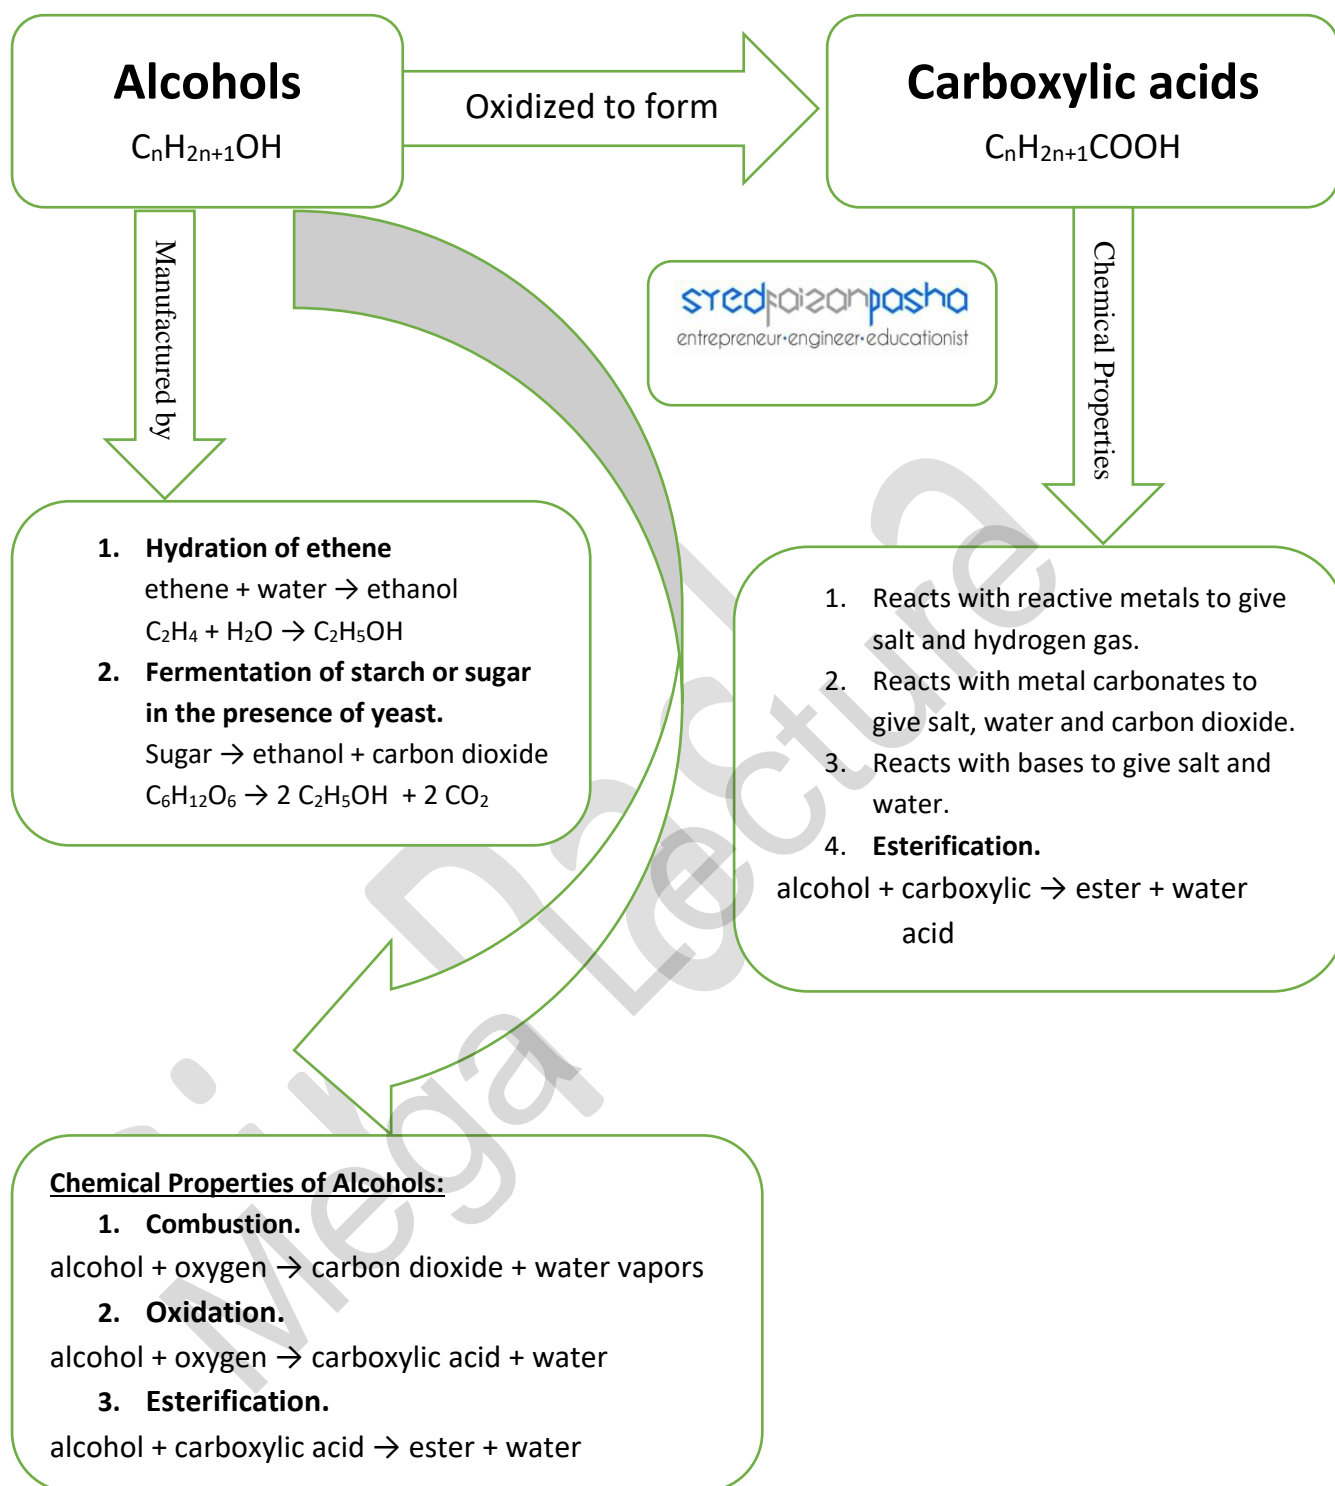 Alcohols
CₙH₂ₙ₊₁OH
Oxidized to form
Carboxylic acids
CₙH₂ₙ₊₁COOH
Manufactured by
syedfaizanpasha
entrepreneur·engineer·educationist
Chemical Properties
1. Hydration of ethene
ethene + water → ethanol
C₂H₄ + H₂O → C₂H₅OH
2. Fermentation of starch or sugar
in the presence of yeast.
Sugar → ethanol + carbon dioxide
C₆H₁₂O₆ → 2 C₂H₅OH + 2 CO₂
1. Reacts with reactive metals to give
salt and hydrogen gas.
2. Reacts with metal carbonates to
give salt, water and carbon dioxide.
3. Reacts with bases to give salt and
water.
4. Esterification.
alcohol + carboxylic → ester + water
acid
Chemical Properties of Alcohols:
1. Combustion.
alcohol + oxygen → carbon dioxide + water vapors
2. Oxidation.
alcohol + oxygen → carboxylic acid + water
3. Esterification.
alcohol + carboxylic acid → ester + water
Mega Lecture